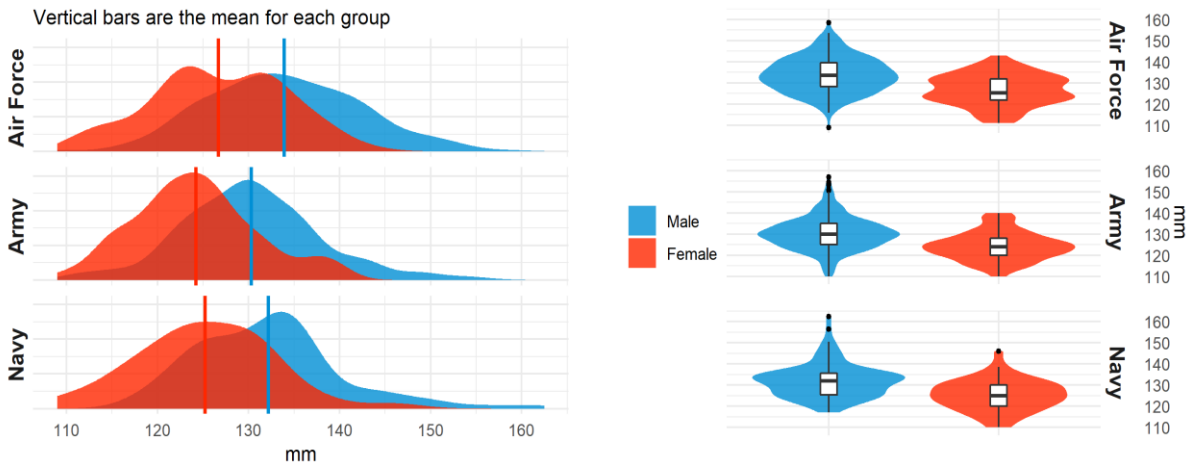 Vertical bars are the mean for each group
Air Force
Army
Navy
110 120 130 140 150 160
mm
Male
Female
160
150
140
130
120
110
Air Force
160
150
140
130
120
110
Army
160
150
140
130
120
110
Navy
mm